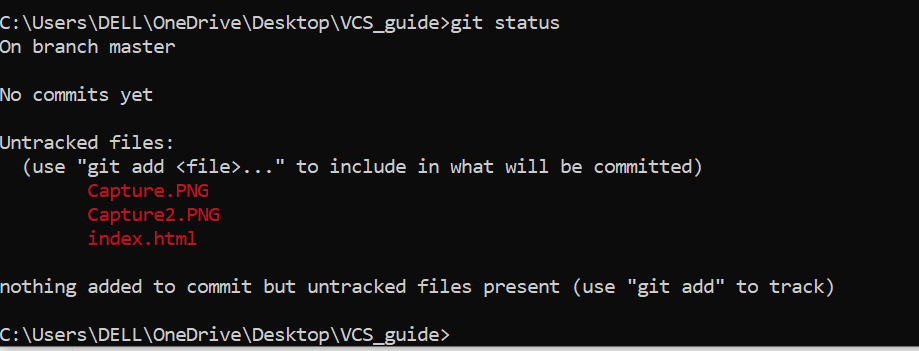 C:\Users\DELL\OneDrive\Desktop\VCS_guide>git status
On branch master
No commits yet
Untracked files:
(use "git add <file>..." to include in what will be committed)
Capture.PNG
Capture2.PNG
index.html
nothing added to commit but untracked files present (use "git add" to track)
C:\Users\DELL\OneDrive\Desktop\VCS_guide>